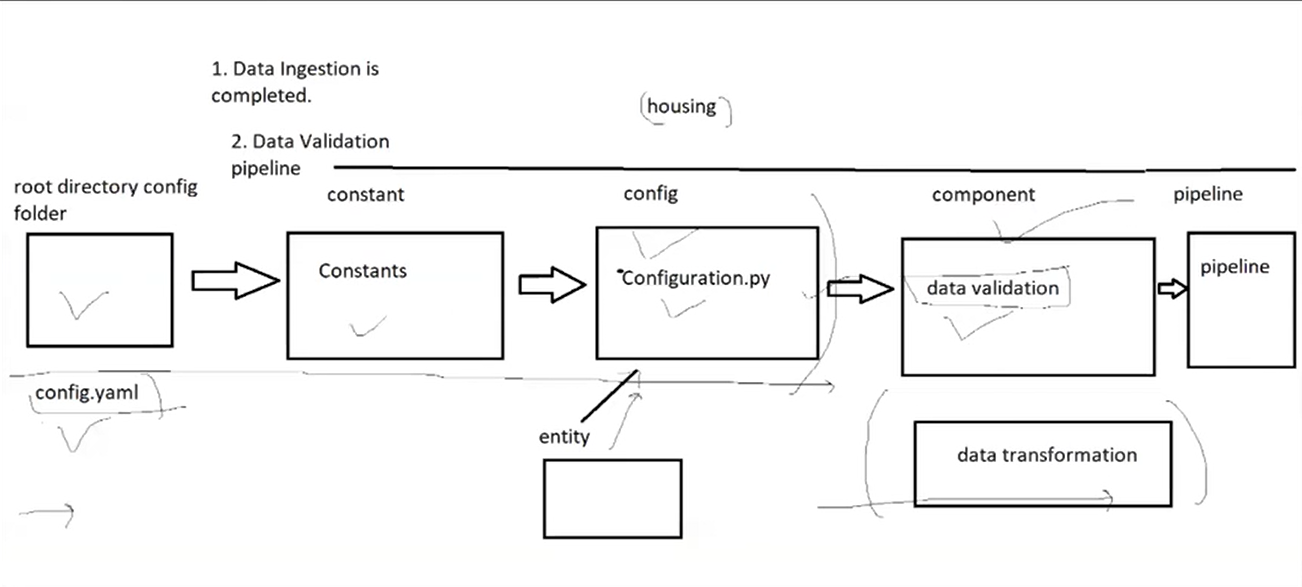 1. Data Ingestion is
completed.
(housing)
2. Data Validation
pipeline
root directory config
folder
constant
config
component
pipeline
Constants
Configuration.py
data validation
pipeline
config.yaml
entity
data transformation